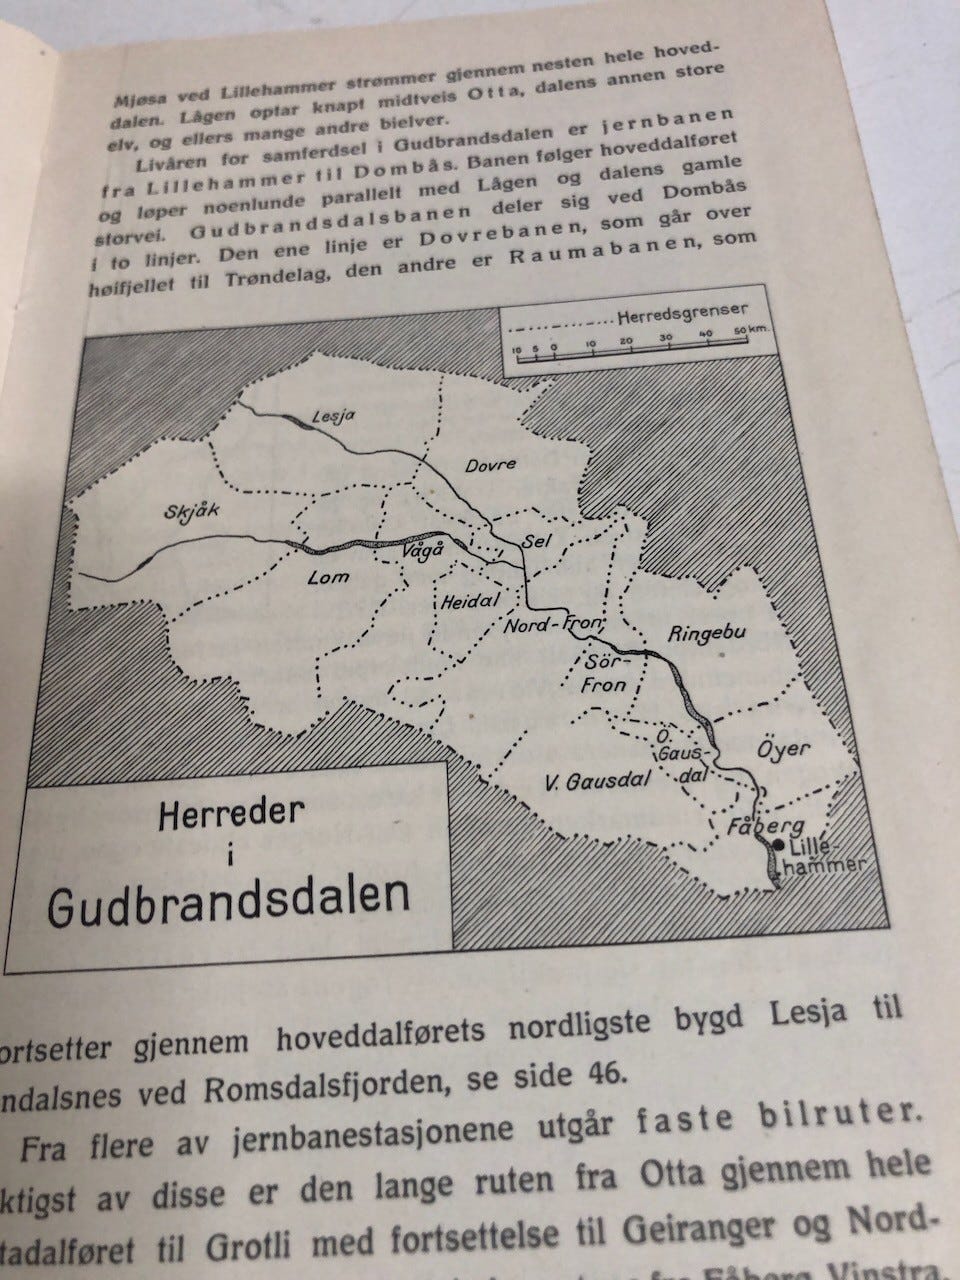 Mjøsa ved Lillehammer strømmer gjennem nesten hele hoved-
dalen. Lågen optar knapt midtveis Otta, dalens annen store
elv, og ellers mange andre bielver.
Livåren for samferdsel i Gudbrandsdalen er jernbanen
fra Lillehammer til Dombås. Banen følger hoveddalføret
og løper noenlunde parallelt med Lågen og dalens gamle
storvei. Gudbrandsdalsbanen deler sig ved Dombås
i to linjer. Den ene linje er Dovrebanen, som går over
høifjellet til Trøndelag, den andre er Raumabanen, som
Herredsgrenser
10 5 0 10 20 30 40 50 km.
Lesja
Dovre
Skjåk
Sel
Vågå
Lom
Heidal
Nord-Fron
Ringebu
Sör-
Fron
Ö.
Gaus-
dal
Öyer
V. Gausdal
Fåberg
Lille-
hammer
Herreder
i
Gudbrandsdalen
ortsetter gjennem hoveddalførets nordligste bygd Lesja til
ndalsnes ved Romsdalsfjorden, se side 46.
Fra flere av jernbanestasjonene utgår faste bilruter.
ktigst av disse er den lange ruten fra Otta gjennem hele
tadalføret til Grotli med fortsettelse til Geiranger og Nord-
fra Fåberg, Vinstra,